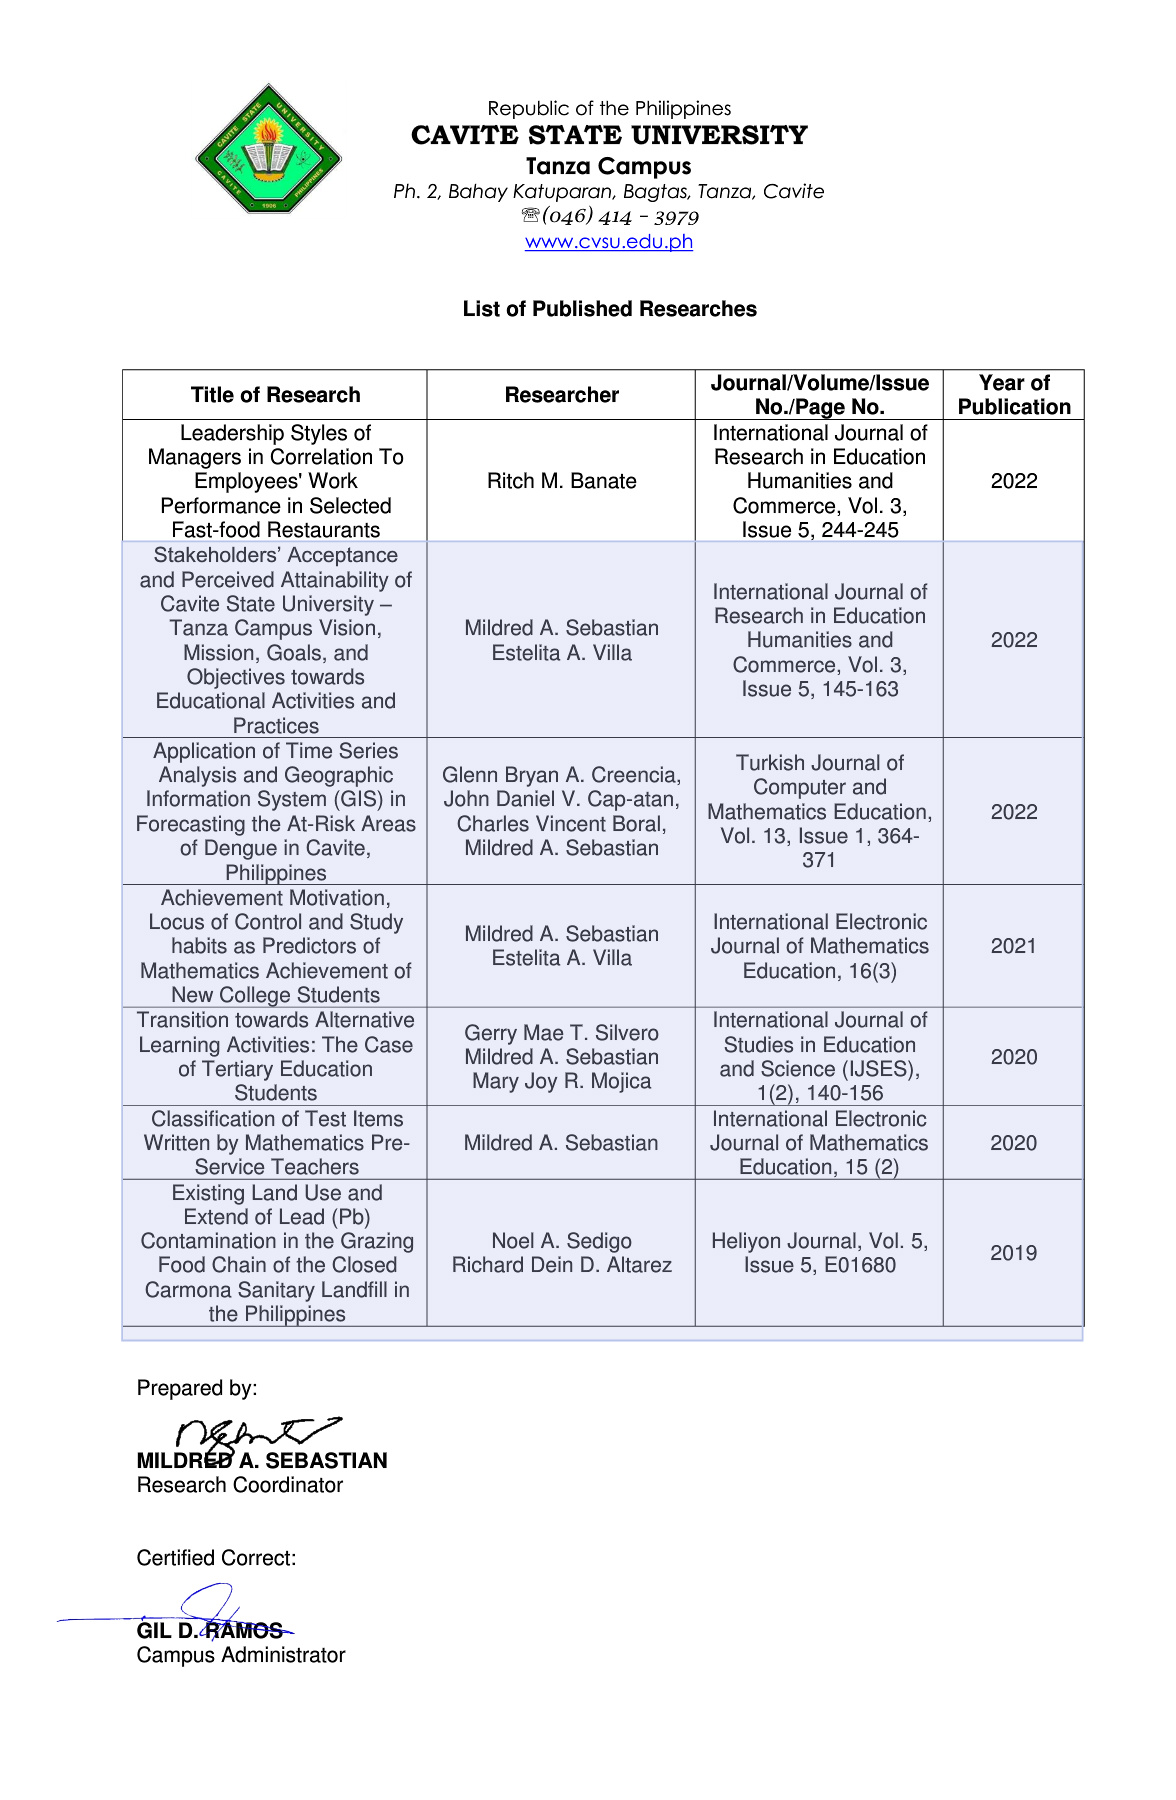 CAVITE STATE UNIVERSITY
CAVITE PHILIPPINES
1906
Republic of the Philippines
CAVITE STATE UNIVERSITY
Tanza Campus
Ph. 2, Bahay Katuparan, Bagtas, Tanza, Cavite
☏(046) 414 - 3979
www.cvsu.edu.ph
List of Published Researches
Title of Research
Researcher
Journal/Volume/Issue
No./Page No.
Year of
Publication
Leadership Styles of
Managers in Correlation To
Employees' Work
Performance in Selected
Fast-food Restaurants
Ritch M. Banate
International Journal of
Research in Education
Humanities and
Commerce, Vol. 3,
Issue 5, 244-245
2022
Stakeholders’ Acceptance
and Perceived Attainability of
Cavite State University –
Tanza Campus Vision,
Mission, Goals, and
Objectives towards
Educational Activities and
Practices
Mildred A. Sebastian
Estelita A. Villa
International Journal of
Research in Education
Humanities and
Commerce, Vol. 3,
Issue 5, 145-163
2022
Application of Time Series
Analysis and Geographic
Information System (GIS) in
Forecasting the At-Risk Areas
of Dengue in Cavite,
Philippines
Glenn Bryan A. Creencia,
John Daniel V. Cap-atan,
Charles Vincent Boral,
Mildred A. Sebastian
Turkish Journal of
Computer and
Mathematics Education,
Vol. 13, Issue 1, 364-
371
2022
Achievement Motivation,
Locus of Control and Study
habits as Predictors of
Mathematics Achievement of
New College Students
Mildred A. Sebastian
Estelita A. Villa
International Electronic
Journal of Mathematics
Education, 16(3)
2021
Transition towards Alternative
Learning Activities: The Case
of Tertiary Education
Students
Gerry Mae T. Silvero
Mildred A. Sebastian
Mary Joy R. Mojica
International Journal of
Studies in Education
and Science (IJSES),
1(2), 140-156
2020
Classification of Test Items
Written by Mathematics Pre-
Service Teachers
Mildred A. Sebastian
International Electronic
Journal of Mathematics
Education, 15 (2)
2020
Existing Land Use and
Extend of Lead (Pb)
Contamination in the Grazing
Food Chain of the Closed
Carmona Sanitary Landfill in
the Philippines
Noel A. Sedigo
Richard Dein D. Altarez
Heliyon Journal, Vol. 5,
Issue 5, E01680
2019
Prepared by:
MILDRED A. SEBASTIAN
Research Coordinator
Certified Correct:
GIL D. RAMOS
Campus Administrator